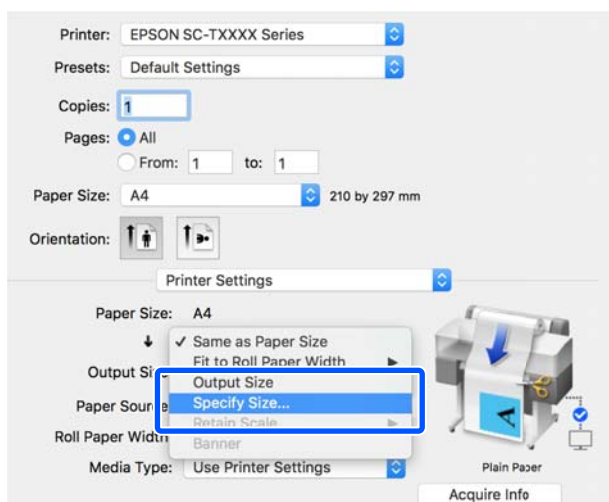 Printer: EPSON SC-TXXXX Series
Presets: Default Settings
Copies: 1
Pages: All
From: 1 to: 1
Paper Size: A4 210 by 297 mm
Orientation:
Printer Settings
Paper Size: A4
✓ Same as Paper Size
Fit to Roll Paper Width
Output Size
Specify Size...
Paper Source
Retain Scale
Roll Paper Width
Banner
Media Type: Use Printer Settings
Plain Paper
Acquire Info